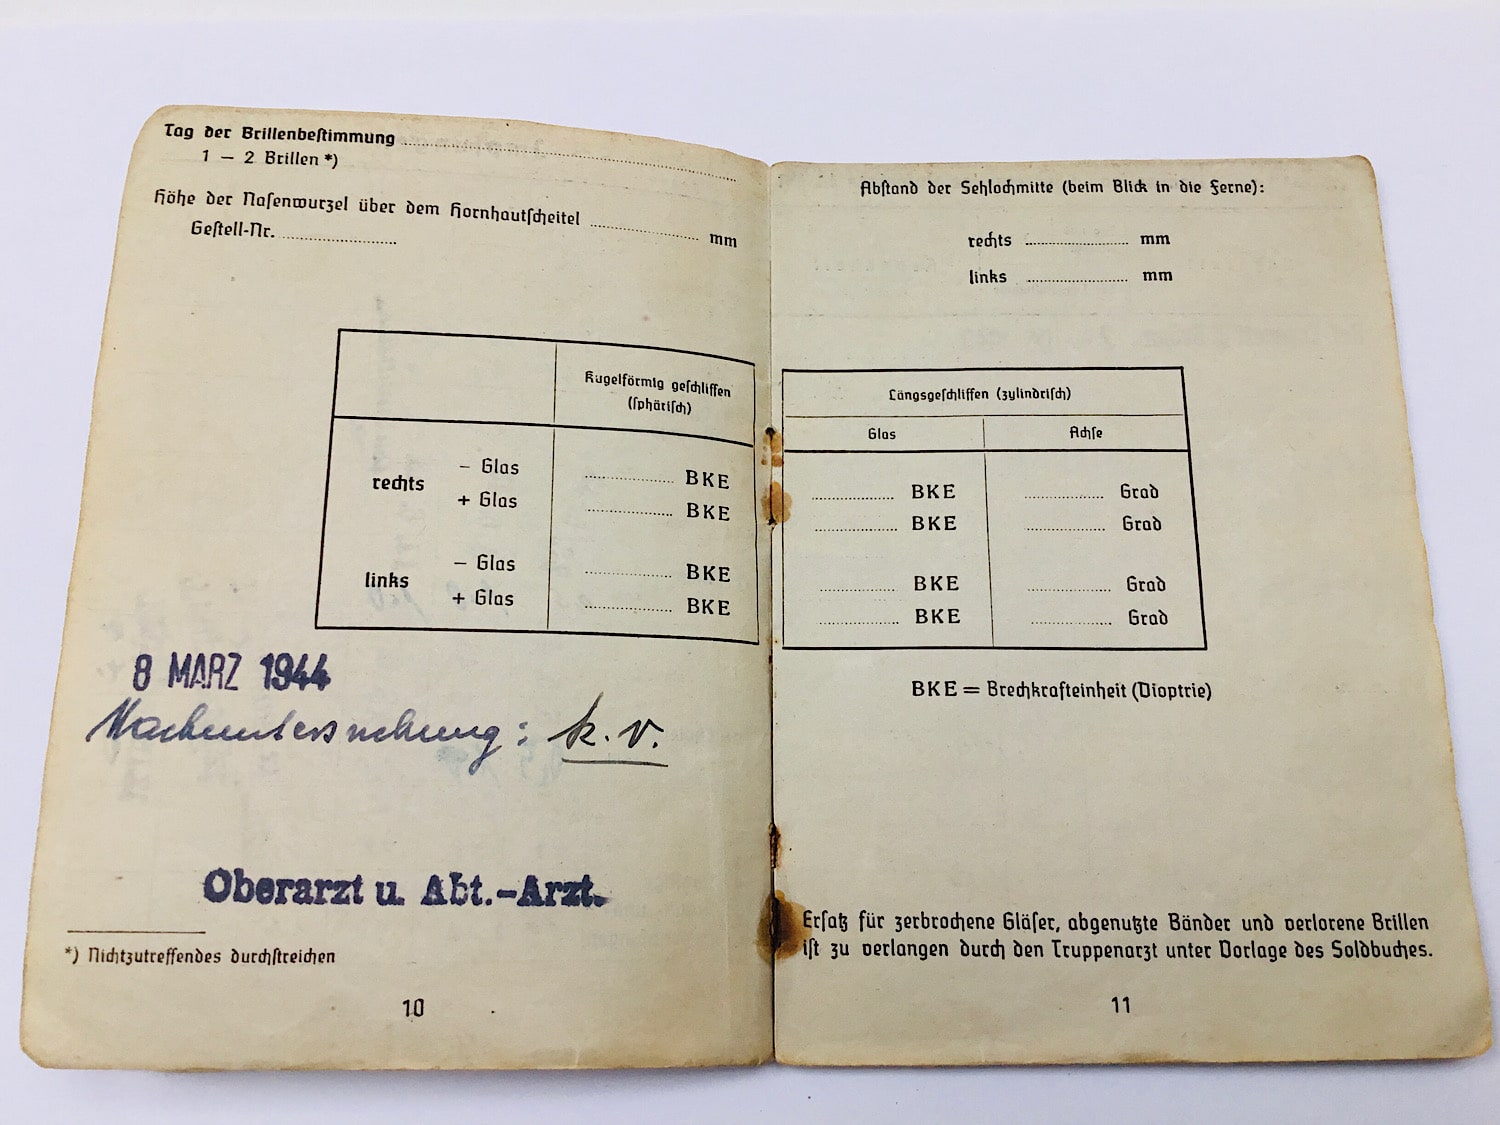 Tag der Brillenbestimmung ........................
1 – 2 Brillen *)
Höhe der Nasenwurzel über dem Hornhautscheitel ............ mm
Gestell-Nr. ............
Kugelförmig geschliffen
(sphärisch)
rechts
– Glas ............ BKE
+ Glas ............ BKE
links
– Glas ............ BKE
+ Glas ............ BKE
8 MARZ 1944
Nachuntersuchung: k.v.
Oberarzt u. Abt.-Arzt.
*) Nichtzutreffendes durchstreichen
10
Abstand der Sehlochmitte (beim Blick in die Ferne):
rechts ............ mm
links ............ mm
Längsgeschliffen (zylindrisch)
Glas Achse
............ BKE ............ Grad
............ BKE ............ Grad
............ BKE ............ Grad
............ BKE ............ Grad
BKE = Brechkrafteinheit (Dioptrie)
Ersatz für zerbrochene Gläser, abgenutzte Bänder und verlorene Brillen
ist zu verlangen durch den Truppenarzt unter Vorlage des Soldbuches.
11